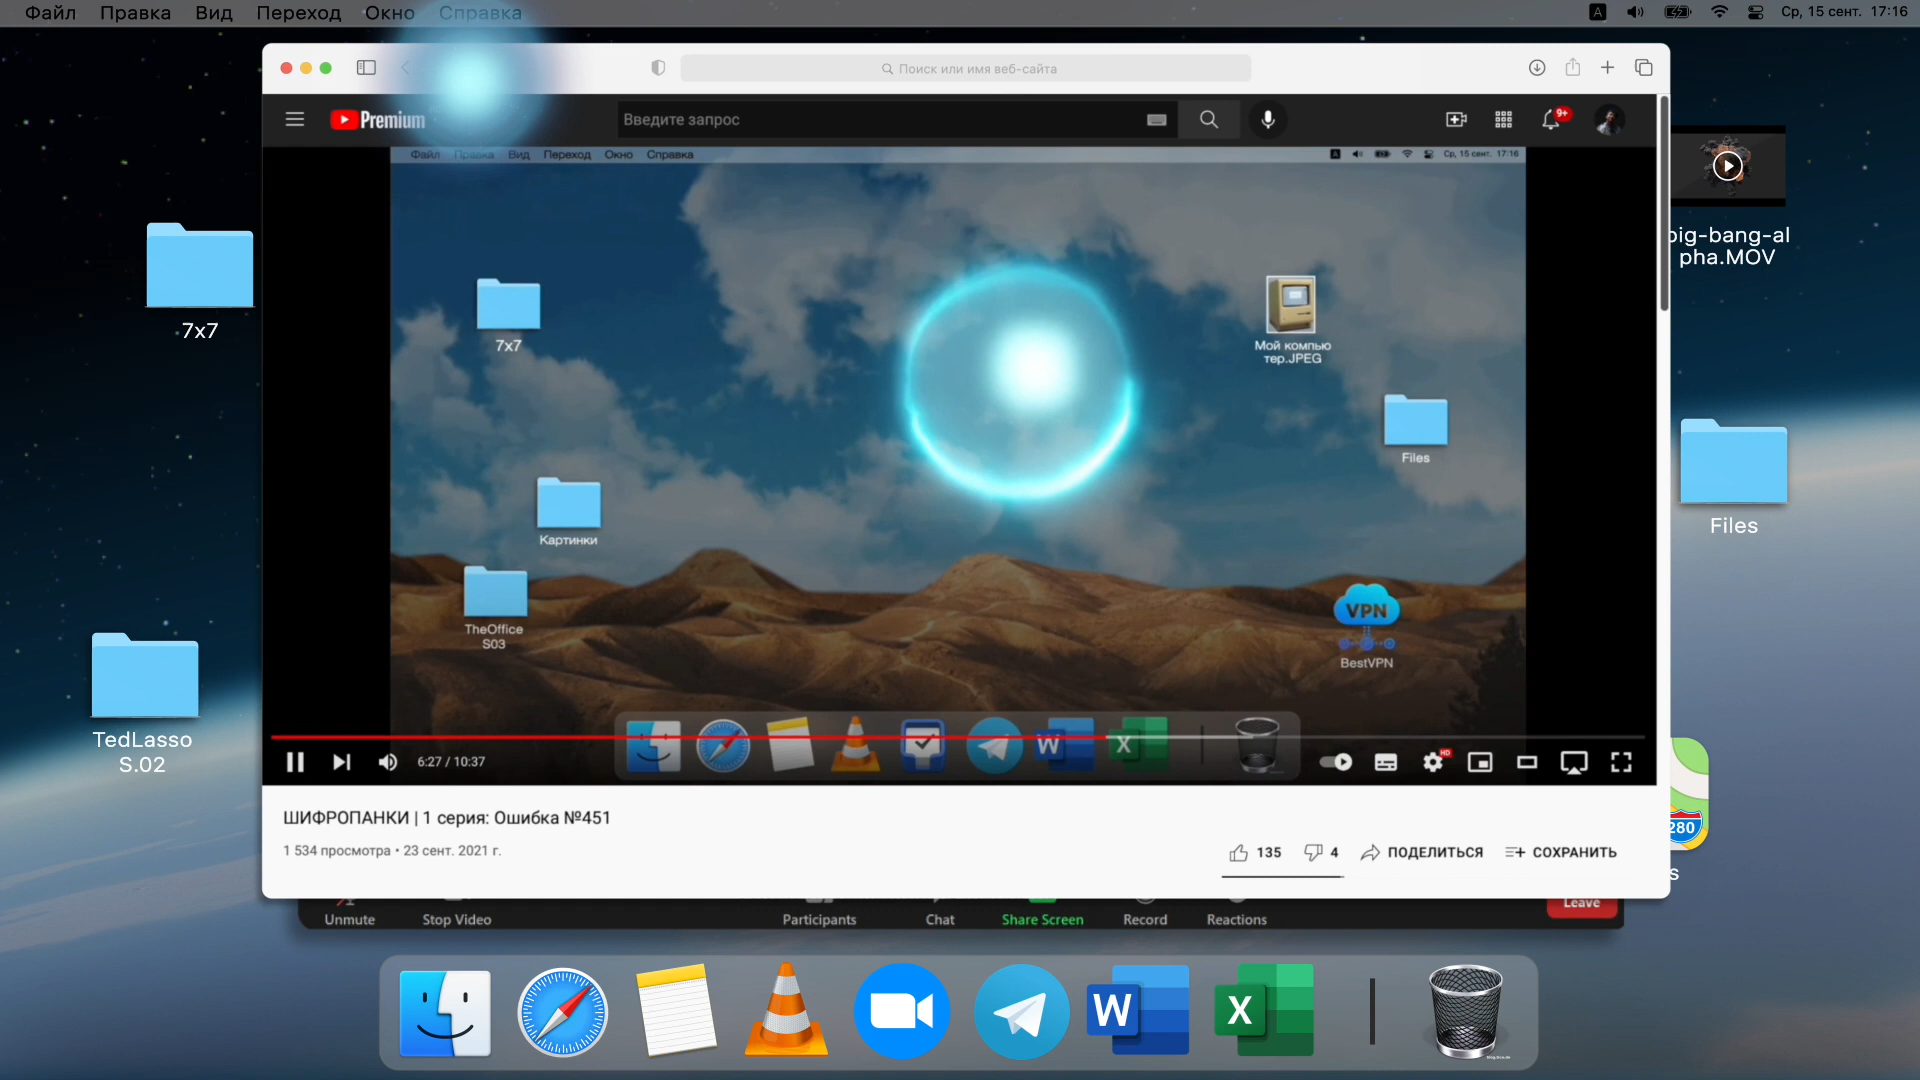 Файл Правка Вид Переход Окно Справка
A Ср, 15 сент. 17:16
Поиск или имя веб-сайта
Premium
Введите запрос
9+
Файл Правка Вид Переход Окно Справка
A Ср, 15 сент. 17:16
7x7
Мой компью
тер.JPEG
Files
Картинки
TheOffice
S03
VPN
BestVPN
W
X
6:27 / 10:37
HD
ШИФРОПАНКИ | 1 серия: Ошибка №451
1 534 просмотра • 23 сент. 2021 г.
135
4
ПОДЕЛИТЬСЯ
СОХРАНИТЬ
7x7
TedLasso
S.02
big-bang-al
pha.MOV
Files
280
s
Unmute
Stop Video
Participants
Chat
Share Screen
Record
Reactions
Leave
W
X